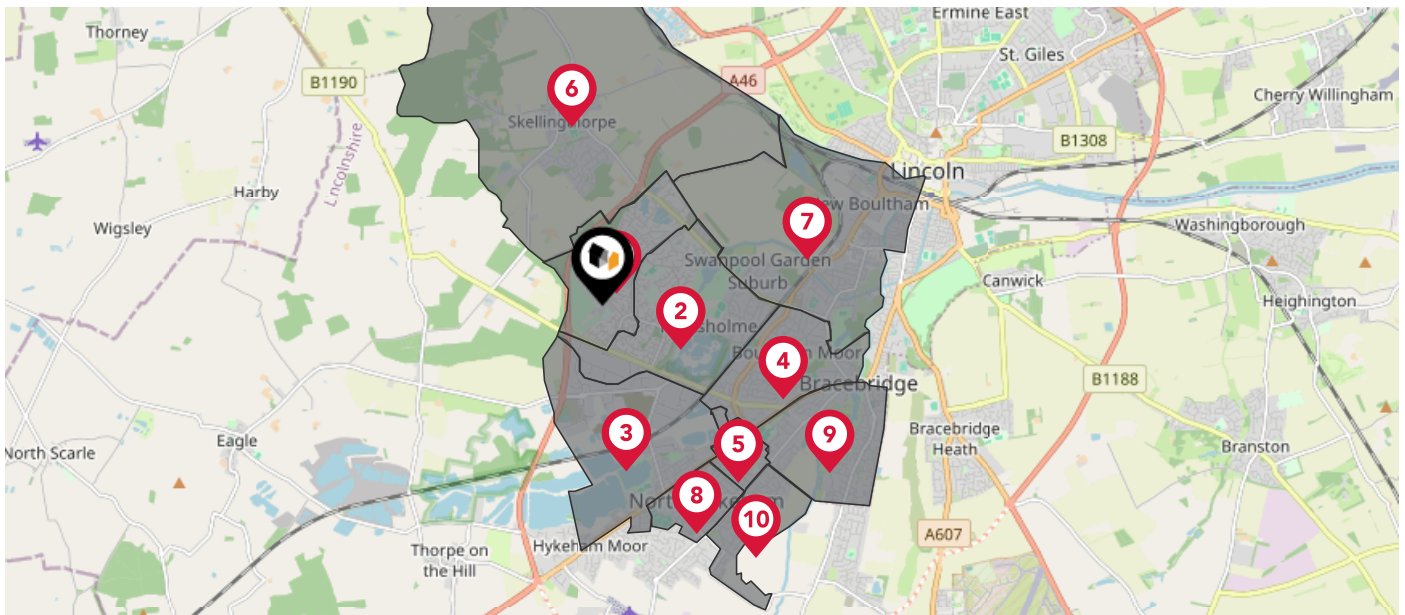 Ermine East
Thorney
St. Giles
A46
B1190
6
Cherry Willingham
Skellingthorpe
B1308
Lincoln
Lincolnshire
Harby
New Boultham
7
Wigsley
Washingborough
Swanpool Garden
Suburb
Canwick
Heighington
2
4
B1188
Bracebridge
3
5
9
Bracebridge
Heath
Eagle
Branston
North Scarle
8
10
A607
Hykeham Moor
Thorpe on
the Hill